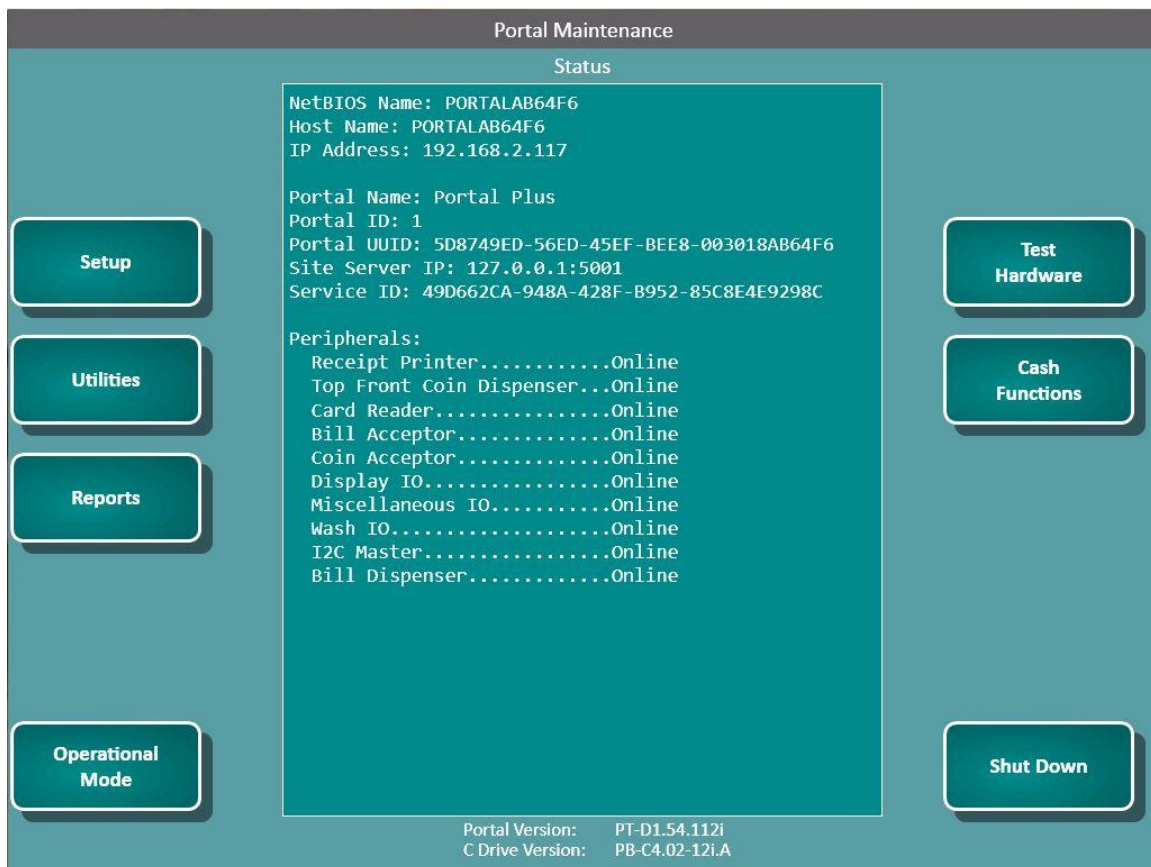 Portal Maintenance
Status
NetBIOS Name: PORTALAB64F6
Host Name: PORTALAB64F6
IP Address: 192.168.2.117
Portal Name: Portal Plus
Portal ID: 1
Portal UUID: 5D8749ED-56ED-45EF-BEE8-003018AB64F6
Site Server IP: 127.0.0.1:5001
Service ID: 49D662CA-948A-428F-B952-85C8E4E9298C
Peripherals:
Receipt Printer............Online
Top Front Coin Dispenser...Online
Card Reader................Online
Bill Acceptor..............Online
Coin Acceptor..............Online
Display IO.................Online
Miscellaneous IO...........Online
Wash IO....................Online
I2C Master.................Online
Bill Dispenser.............Online
Setup
Utilities
Reports
Operational
Mode
Test
Hardware
Cash
Functions
Shut Down
Portal Version: PT-D1.54.112i
C Drive Version: PB-C4.02-12i.A